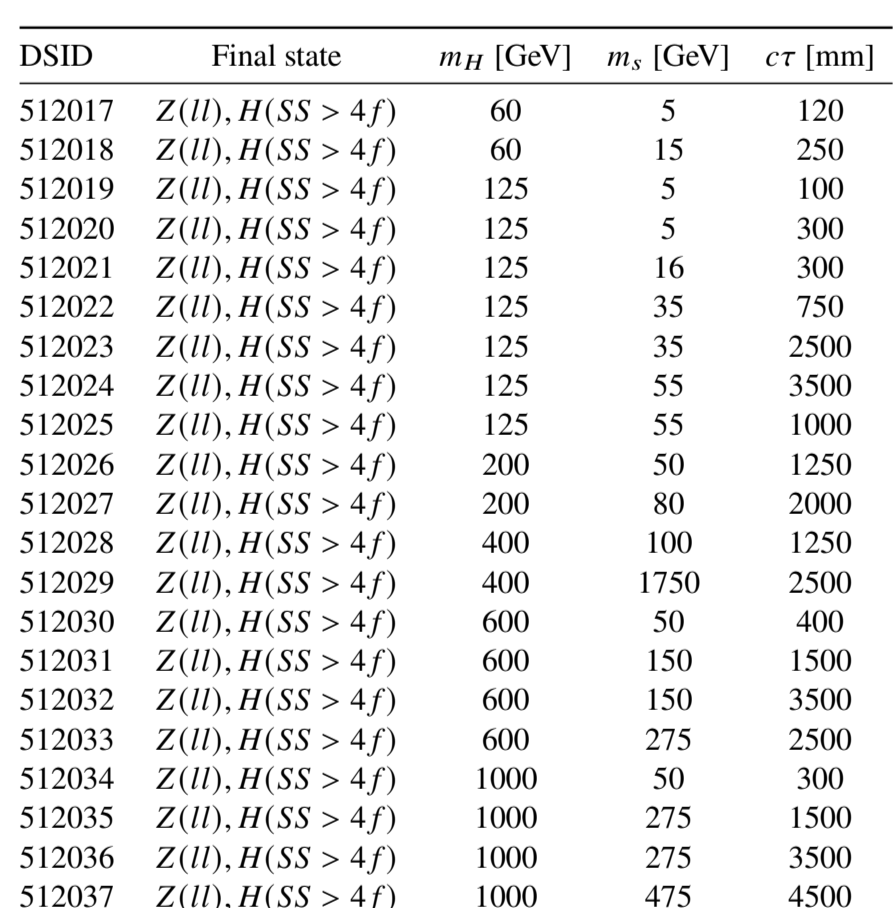 DSID Final state m_H [GeV] m_s [GeV] cτ [mm]
512017 Z(ll), H(SS > 4f) 60 5 120
512018 Z(ll), H(SS > 4f) 60 15 250
512019 Z(ll), H(SS > 4f) 125 5 100
512020 Z(ll), H(SS > 4f) 125 5 300
512021 Z(ll), H(SS > 4f) 125 16 300
512022 Z(ll), H(SS > 4f) 125 35 750
512023 Z(ll), H(SS > 4f) 125 35 2500
512024 Z(ll), H(SS > 4f) 125 55 3500
512025 Z(ll), H(SS > 4f) 125 55 1000
512026 Z(ll), H(SS > 4f) 200 50 1250
512027 Z(ll), H(SS > 4f) 200 80 2000
512028 Z(ll), H(SS > 4f) 400 100 1250
512029 Z(ll), H(SS > 4f) 400 1750 2500
512030 Z(ll), H(SS > 4f) 600 50 400
512031 Z(ll), H(SS > 4f) 600 150 1500
512032 Z(ll), H(SS > 4f) 600 150 3500
512033 Z(ll), H(SS > 4f) 600 275 2500
512034 Z(ll), H(SS > 4f) 1000 50 300
512035 Z(ll), H(SS > 4f) 1000 275 1500
512036 Z(ll), H(SS > 4f) 1000 275 3500
512037 Z(ll), H(SS > 4f) 1000 475 4500